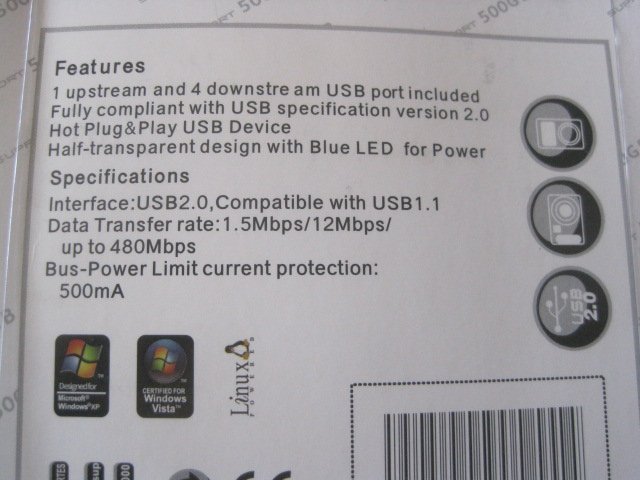 Features
1 upstream and 4 downstre am USB port included
Fully compliant with USB specification version 2.0
Hot Plug&Play USB Device
Half-transparent design with Blue LED for Power
Specifications
Interface:USB2.0,Compatible with USB1.1
Data Transfer rate:1.5Mbps/12Mbps/
up to 480Mbps
Bus-Power Limit current protection:
500mA
USB 2.0
Designed for
Microsoft®
Windows®XP
CERTIFIED FOR
Windows
Vista™
Linux
POWERED